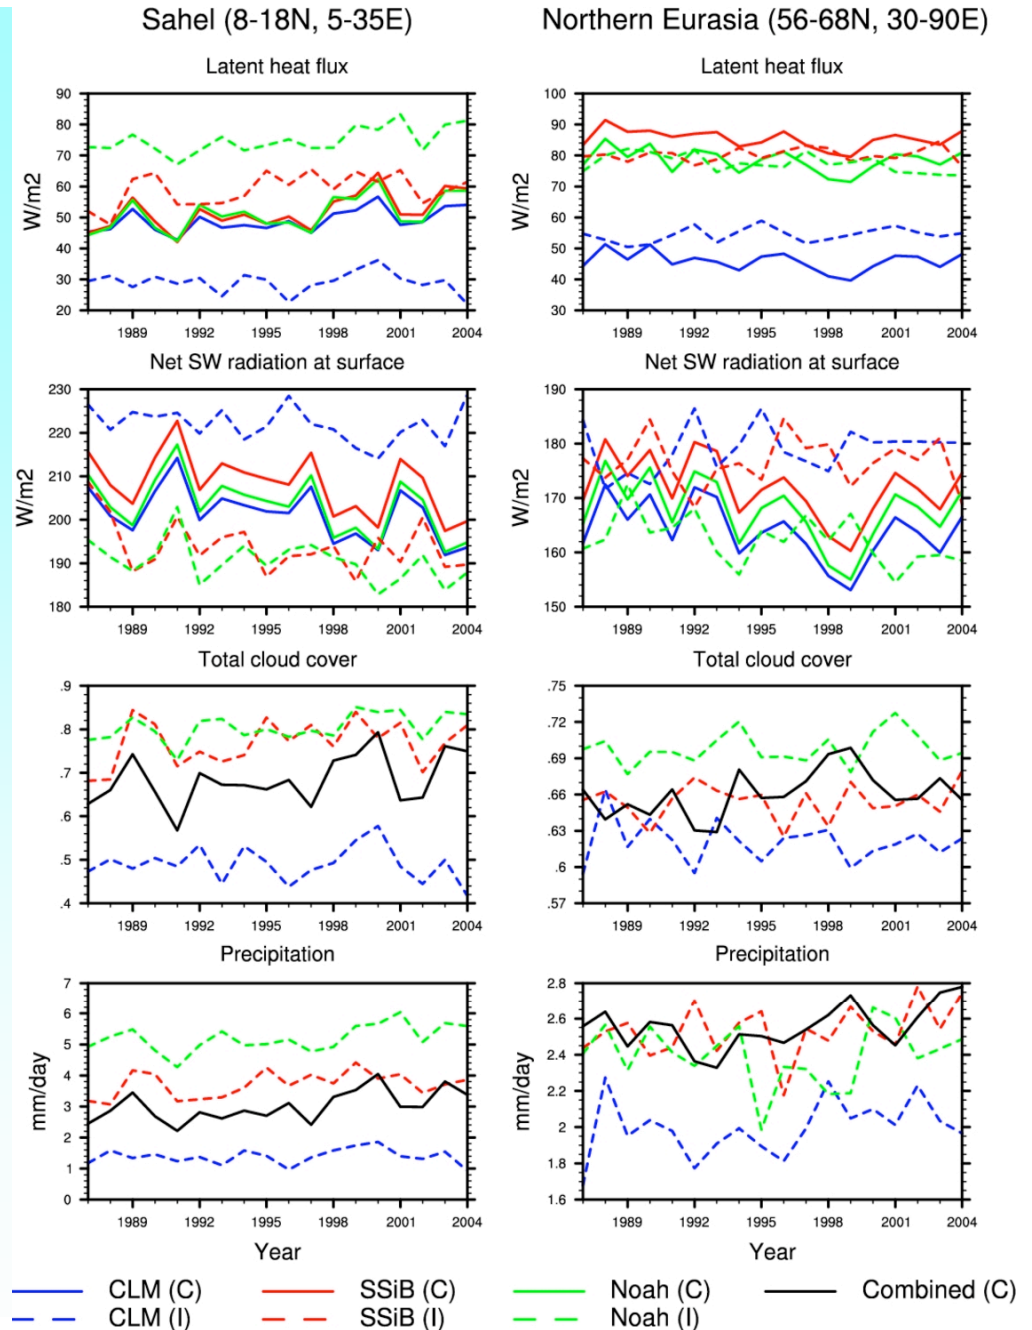 Sahel (8-18N, 5-35E) Northern Eurasia (56-68N, 30-90E)
Latent heat flux
90
80
70
60
50
40
30
20
W/m2
1989 1992 1995 1998 2001 2004
Latent heat flux
100
90
80
70
60
50
40
30
W/m2
1989 1992 1995 1998 2001 2004
Net SW radiation at surface
230
220
210
200
190
180
W/m2
1989 1992 1995 1998 2001 2004
Net SW radiation at surface
190
180
170
160
150
W/m2
1989 1992 1995 1998 2001 2004
Total cloud cover
.9
.8
.7
.6
.5
.4
1989 1992 1995 1998 2001 2004
Total cloud cover
.75
.72
.69
.66
.63
.6
.57
1989 1992 1995 1998 2001 2004
Precipitation
7
6
5
4
3
2
1
0
mm/day
1989 1992 1995 1998 2001 2004
Year
Precipitation
2.8
2.6
2.4
2.2
2
1.8
1.6
mm/day
1989 1992 1995 1998 2001 2004
Year
CLM (C) SSiB (C) Noah (C) Combined (C)
CLM (I) SSiB (I) Noah (I)